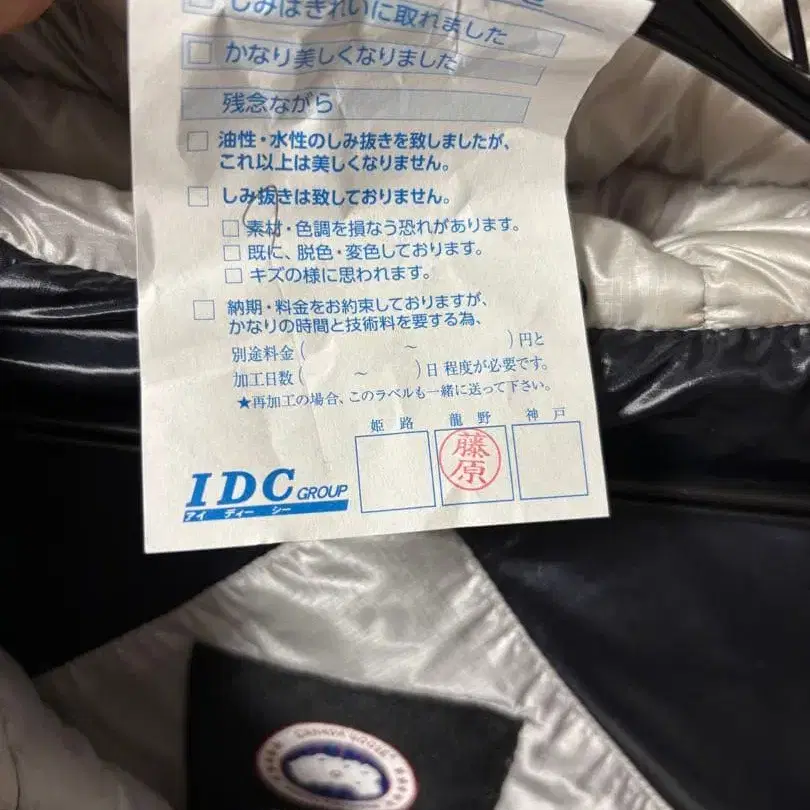 しみはきれいに取れました
かなり美しくなりました
残念ながら
油性・水性のしみ抜きを致しましたが、
これ以上は美しくなりません。
しみ抜きは致しておりません。
素材・色調を損なう恐れがあります。
既に、脱色・変色しております。
キズの様に思われます。
納期・料金をお約束しておりますが、
かなりの時間と技術料を要する為、
別途料金( ~ )円と
加工日数( ~ )日 程度が必要です。
★再加工の場合、このラベルも一緒に送って下さい。
姫路 龍野 神戸
藤原
IDC GROUP
アイ ディー シー
CANADA GOOSE